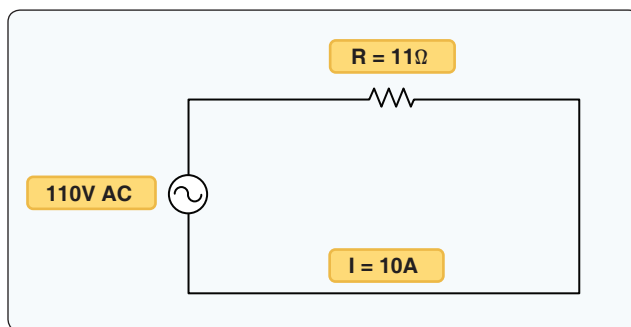 R = 11Ω
110V AC
I = 10A